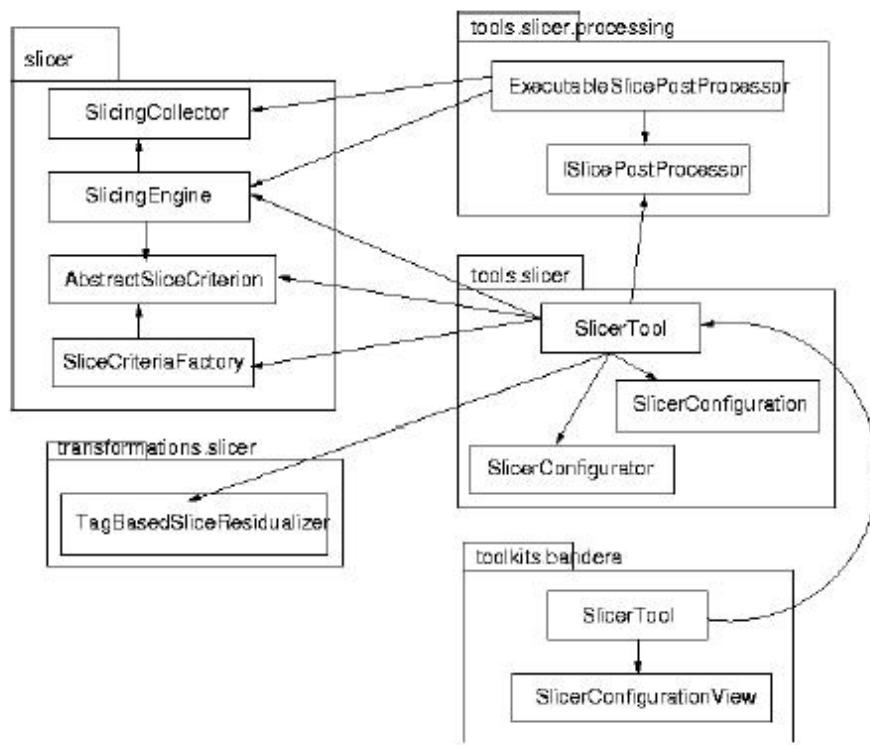 slicer
SlicingCollector
SlicingEngine
AbstractSliceCriterion
SliceCriteriaFactory
tools.slicer.processing
ExecutableSlicePostProcessor
ISlicePostProcessor
tools.slicer
SlicerTool
SlicerConfiguration
SlicerConfigurator
transformations.slicer
TagBasedSliceResidualizer
toolkits.bandera
SlicerTool
SlicerConfigurationView